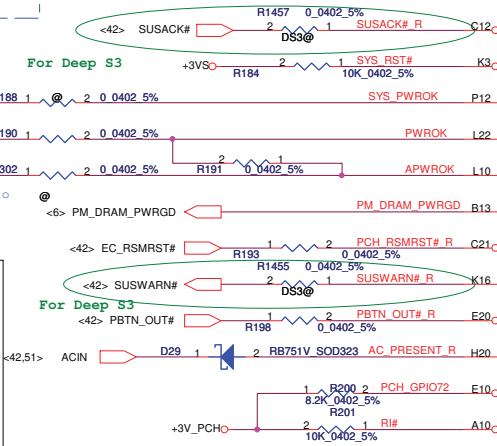 R1457 0_0402_5%
<42> SUSACK# 2 1 SUSACK#_R C12
DS3@
For Deep S3
+3VS 2 1 SYS_RST# K3
R184 10K_0402_5%
188 1 @ 2 0_0402_5% SYS_PWROK P12
190 1 2 0_0402_5% PWROK L22
2 1
302 1 2 0_0402_5% R191 0_0402_5% APWROK L10
@
<6> PM_DRAM_PWRGD PM_DRAM_PWRGD B13
<42> EC_RSMRST# 1 2 PCH_RSMRST#_R C21
R193 0_0402_5%
R1455 0_0402_5%
<42> SUSWARN# 2 1 SUSWARN#_R K16
DS3@
For Deep S3
<42> PBTN_OUT# 1 2 PBTN_OUT#_R E20
R198 0_0402_5%
<42,51> ACIN D29 1 2 RB751V_SOD323 AC_PRESENT_R H20
1 R200 2 PCH_GPIO72 E10
8.2K_0402_5%
R201
+3V_PCH 2 1 RI# A10
10K_0402_5%